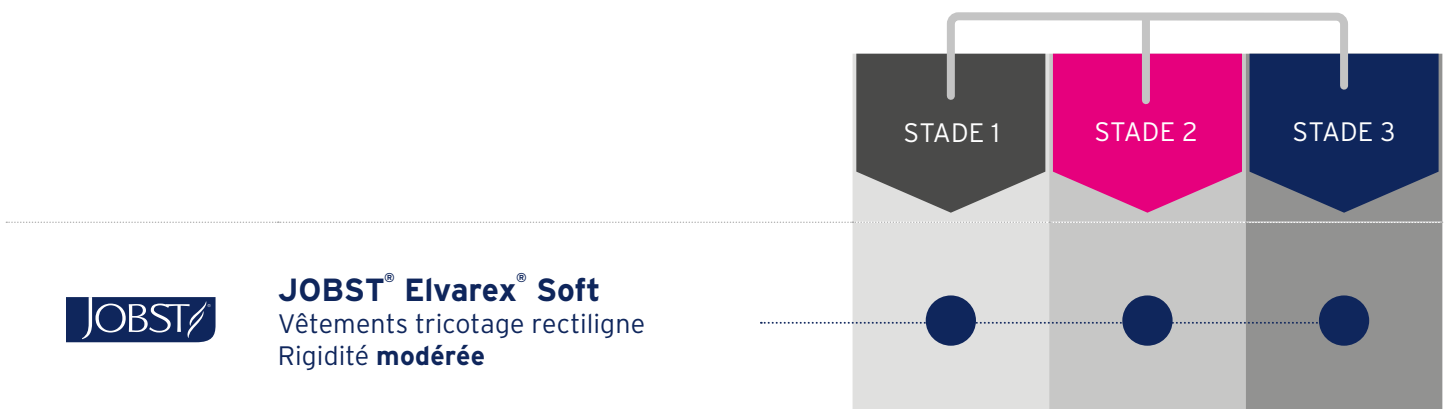 STADE 1
STADE 2
STADE 3
JOBST
JOBST® Elvarex® Soft
Vêtements tricotage rectiligne
Rigidité modérée